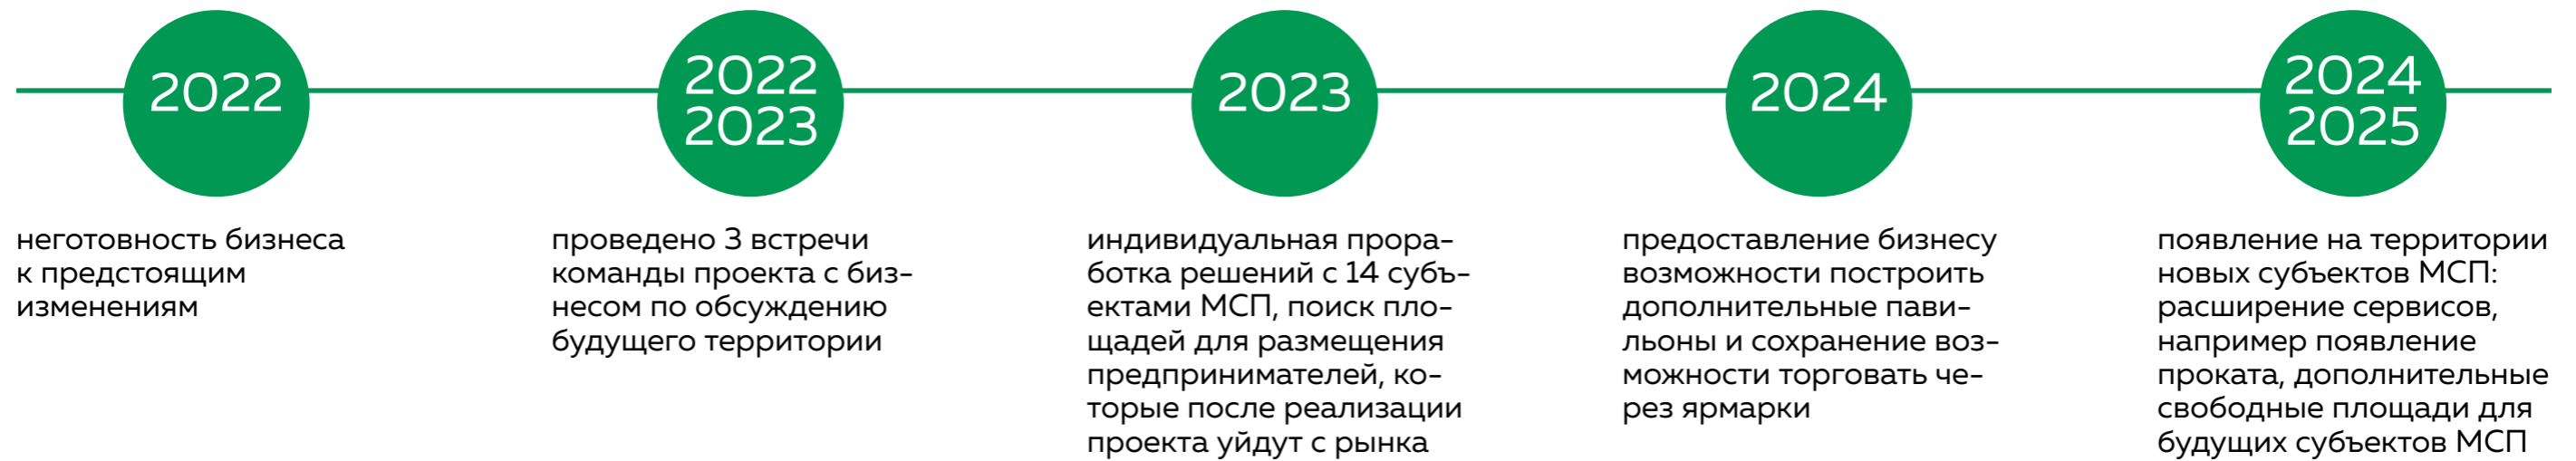 2022
неготовность бизнеса
к предстоящим
изменениям
2022
2023
проведено 3 встречи
команды проекта с биз-
несом по обсуждению
будущего территории
2023
индивидуальная прора-
ботка решений с 14 субъ-
ектами МСП, поиск пло-
щадей для размещения
предпринимателей, ко-
торые после реализации
проекта уйдут с рынка
2024
предоставление бизнесу
возможности построить
дополнительные пави-
льоны и сохранение воз-
можности торговать че-
рез ярмарки
2024
2025
появление на территории
новых субъектов МСП:
расширение сервисов,
например появление
проката, дополнительные
свободные площади для
будущих субъектов МСП